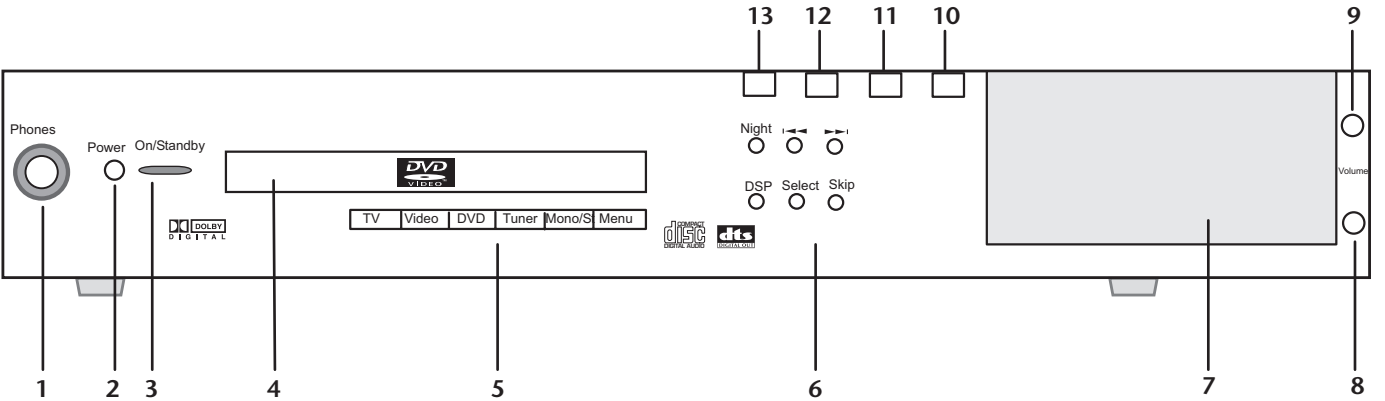 13 12 11 10 9
Phones
Power On/Standby
DVD
VIDEO
Night
Volume
DSP Select Skip
TV Video DVD Tuner Mono/St Menu
DOLBY
DIGITAL
COMPACT
disc
DIGITAL AUDIO
dts
DIGITAL OUT
1 2 3 4 5 6 7 8